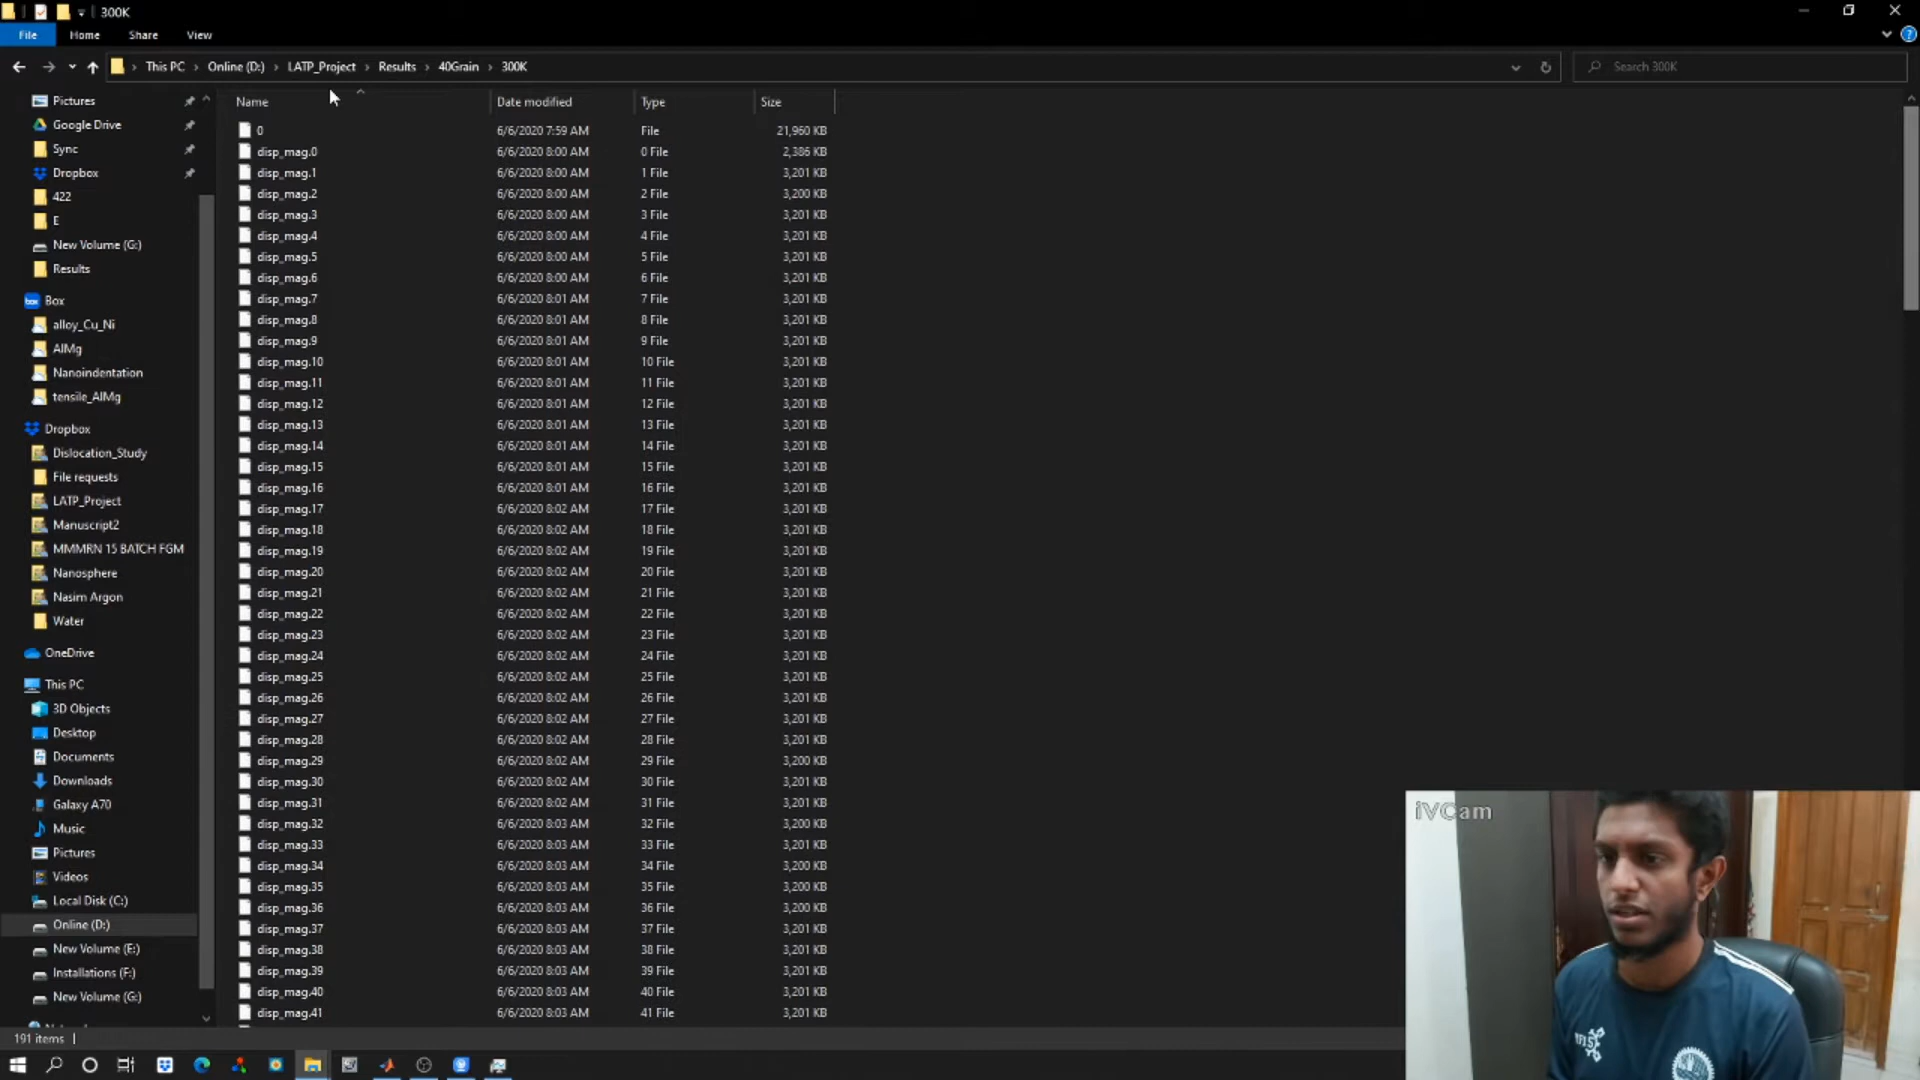 300K
File Home Share View
This PC Online (D:) LATP_Project Results 40Grain 300K
Search 300K
Name Date modified Type Size
Pictures
Google Drive
Sync
Dropbox
422
E
New Volume (G:)
Results
Box
alloy_Cu_Ni
AlMg
Nanoindentation
tensile_AlMg
Dropbox
Dislocation_Study
File requests
LATP_Project
Manuscript2
MMMRN 15 BATCH FGM
Nanosphere
Nasim Argon
Water
OneDrive
This PC
3D Objects
Desktop
Documents
Downloads
Galaxy A70
Music
Pictures
Videos
Local Disk (C:)
Online (D:)
New Volume (E:)
Installations (F:)
New Volume (G:)
0 6/6/2020 7:59 AM File 21,960 KB
disp_mag.0 6/6/2020 8:00 AM 0 File 2,386 KB
disp_mag.1 6/6/2020 8:00 AM 1 File 3,201 KB
disp_mag.2 6/6/2020 8:00 AM 2 File 3,200 KB
disp_mag.3 6/6/2020 8:00 AM 3 File 3,201 KB
disp_mag.4 6/6/2020 8:00 AM 4 File 3,201 KB
disp_mag.5 6/6/2020 8:00 AM 5 File 3,201 KB
disp_mag.6 6/6/2020 8:00 AM 6 File 3,201 KB
disp_mag.7 6/6/2020 8:01 AM 7 File 3,201 KB
disp_mag.8 6/6/2020 8:01 AM 8 File 3,201 KB
disp_mag.9 6/6/2020 8:01 AM 9 File 3,201 KB
disp_mag.10 6/6/2020 8:01 AM 10 File 3,201 KB
disp_mag.11 6/6/2020 8:01 AM 11 File 3,201 KB
disp_mag.12 6/6/2020 8:01 AM 12 File 3,201 KB
disp_mag.13 6/6/2020 8:01 AM 13 File 3,201 KB
disp_mag.14 6/6/2020 8:01 AM 14 File 3,201 KB
disp_mag.15 6/6/2020 8:01 AM 15 File 3,201 KB
disp_mag.16 6/6/2020 8:01 AM 16 File 3,201 KB
disp_mag.17 6/6/2020 8:02 AM 17 File 3,201 KB
disp_mag.18 6/6/2020 8:02 AM 18 File 3,201 KB
disp_mag.19 6/6/2020 8:02 AM 19 File 3,201 KB
disp_mag.20 6/6/2020 8:02 AM 20 File 3,201 KB
disp_mag.21 6/6/2020 8:02 AM 21 File 3,201 KB
disp_mag.22 6/6/2020 8:02 AM 22 File 3,201 KB
disp_mag.23 6/6/2020 8:02 AM 23 File 3,201 KB
disp_mag.24 6/6/2020 8:02 AM 24 File 3,201 KB
disp_mag.25 6/6/2020 8:02 AM 25 File 3,201 KB
disp_mag.26 6/6/2020 8:02 AM 26 File 3,201 KB
disp_mag.27 6/6/2020 8:02 AM 27 File 3,201 KB
disp_mag.28 6/6/2020 8:02 AM 28 File 3,201 KB
disp_mag.29 6/6/2020 8:02 AM 29 File 3,200 KB
disp_mag.30 6/6/2020 8:02 AM 30 File 3,201 KB
disp_mag.31 6/6/2020 8:02 AM 31 File 3,201 KB
disp_mag.32 6/6/2020 8:03 AM 32 File 3,200 KB
disp_mag.33 6/6/2020 8:03 AM 33 File 3,201 KB
disp_mag.34 6/6/2020 8:03 AM 34 File 3,200 KB
disp_mag.35 6/6/2020 8:03 AM 35 File 3,200 KB
disp_mag.36 6/6/2020 8:03 AM 36 File 3,200 KB
disp_mag.37 6/6/2020 8:03 AM 37 File 3,201 KB
disp_mag.38 6/6/2020 8:03 AM 38 File 3,201 KB
disp_mag.39 6/6/2020 8:03 AM 39 File 3,201 KB
disp_mag.40 6/6/2020 8:03 AM 40 File 3,201 KB
disp_mag.41 6/6/2020 8:03 AM 41 File 3,201 KB
191 items
iVCam